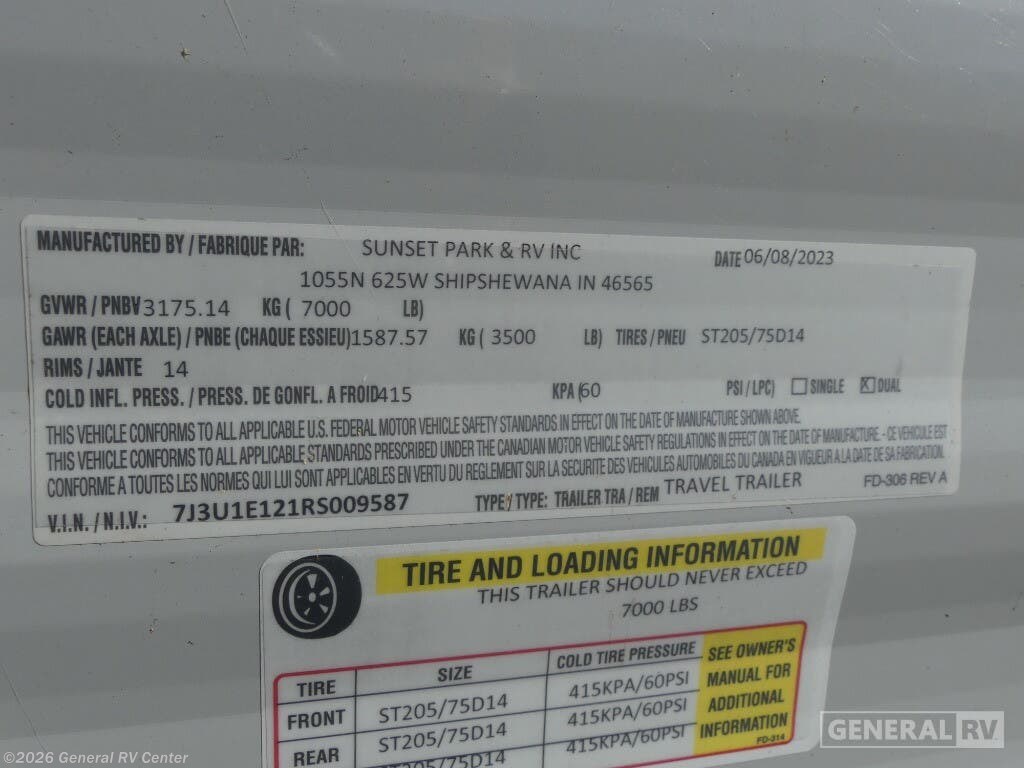 MANUFACTURED BY / FABRIQUE PAR: SUNSET PARK & RV INC DATE 06/08/2023
1055N 625W SHIPSHEWANA IN 46565
GVWR / PNBV 3175.14 KG ( 7000 LB)
GAWR (EACH AXLE) / PNBE (CHAQUE ESSIEU) 1587.57 KG ( 3500 LB) TIRES / PNEU ST205/75D14
RIMS / JANTE 14
COLD INFL. PRESS. / PRESS. DE GONFL. A FROID 415 KPA (60 PSI / LPC) ☐ SINGLE ☒ DUAL
THIS VEHICLE CONFORMS TO ALL APPLICABLE U.S. FEDERAL MOTOR VEHICLE SAFETY STANDARDS IN EFFECT ON THE DATE OF MANUFACTURE SHOWN ABOVE.
THIS VEHICLE CONFORMS TO ALL APPLICABLE STANDARDS PRESCRIBED UNDER THE CANADIAN MOTOR VEHICLE SAFETY REGULATIONS IN EFFECT ON THE DATE OF MANUFACTURE. - CE VEHICULE EST
CONFORME A TOUTES LES NORMES QUI LUI SONT APPLICABLES EN VERTU DU REGLEMENT SUR LA SECURITE DES VEHICULES AUTOMOBILES DU CANADA EN VIGUEUR A LA DATE DE SA FABRICATION.
V.I.N. / N.I.V.: 7J3U1E121RS009587 TYPE / TYPE: TRAILER TRA / REM TRAVEL TRAILER FD-306 REV A
TIRE AND LOADING INFORMATION
THIS TRAILER SHOULD NEVER EXCEED
7000 LBS
TIRE SIZE COLD TIRE PRESSURE
FRONT ST205/75D14 415KPA/60PSI
REAR ST205/75D14 415KPA/60PSI
ST205/75D14 415KPA/60PSI
SEE OWNER'S
MANUAL FOR
ADDITIONAL
INFORMATION
FD-314
GENERAL RV
©2026 General RV Center